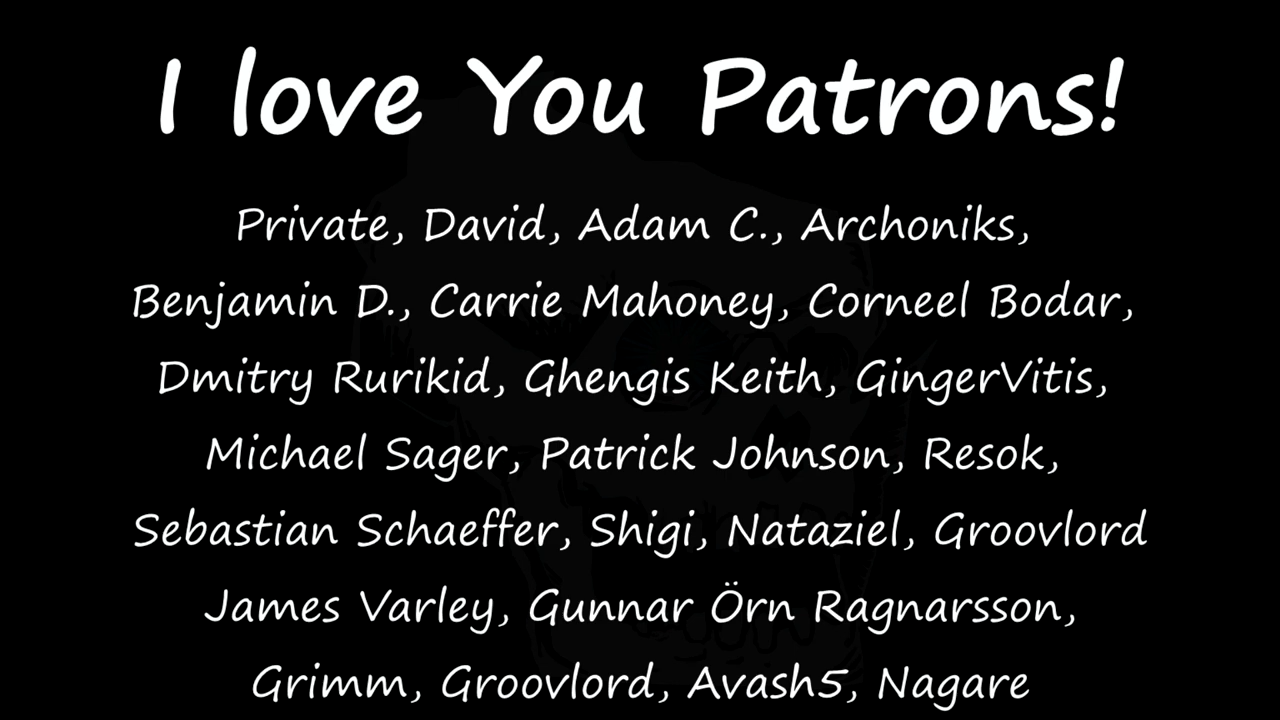 I love You Patrons!
Private, David, Adam C., Archoniks,
Benjamin D., Carrie Mahoney, Corneel Bodar,
Dmitry Rurikid, Ghengis Keith, GingerVitis,
Michael Sager, Patrick Johnson, Resok,
Sebastian Schaeffer, Shigi, Nataziel, Groovlord
James Varley, Gunnar Örn Ragnarsson,
Grimm, Groovlord, Avash5, Nagare